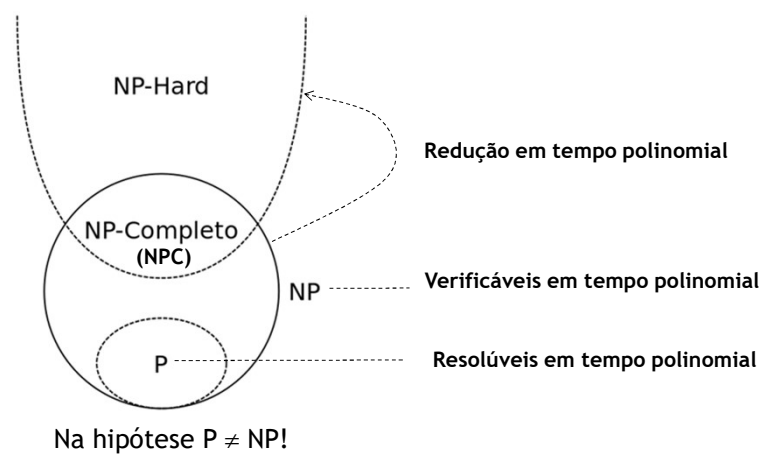 NP-Hard
Redução em tempo polinomial
NP-Completo
(NPC)
NP
Verificáveis em tempo polinomial
P
Resolúveis em tempo polinomial
Na hipótese P ≠ NP!